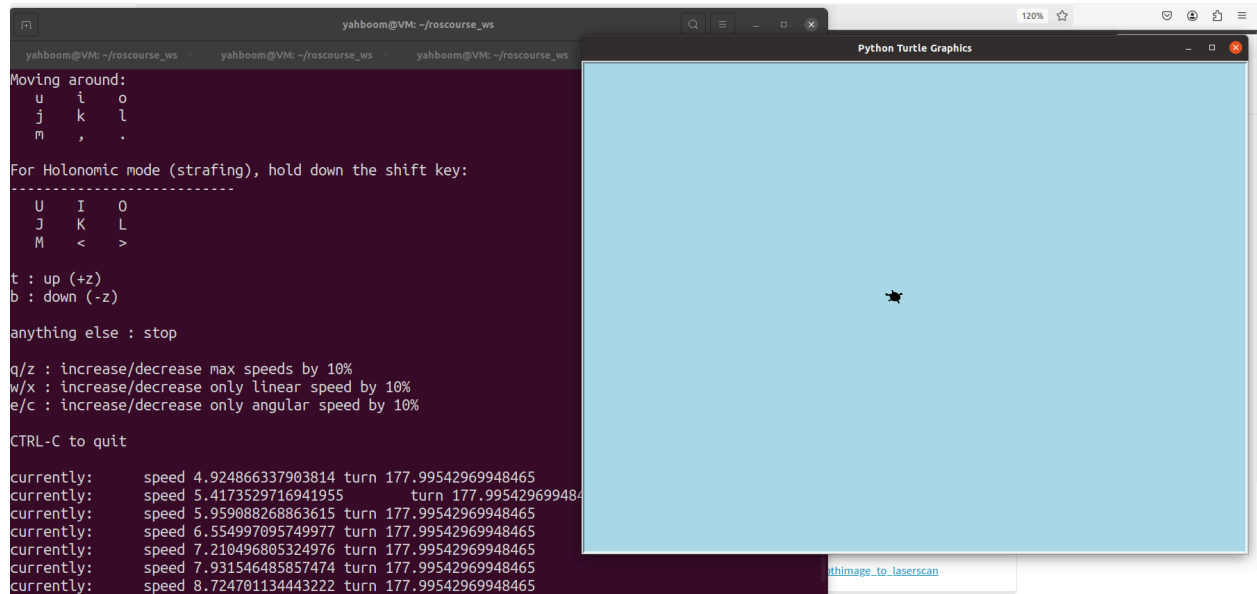 120%
yahboom@VM: ~/roscourse_ws
yahboom@VM: ~/roscourse_ws yahboom@VM: ~/roscourse_ws yahboom@VM: ~/roscourse_ws
Python Turtle Graphics
Moving around:
u i o
j k l
m , .
For Holonomic mode (strafing), hold down the shift key:
---------------------------
U I O
J K L
M < >
t : up (+z)
b : down (-z)
anything else : stop
q/z : increase/decrease max speeds by 10%
w/x : increase/decrease only linear speed by 10%
e/c : increase/decrease only angular speed by 10%
CTRL-C to quit
currently: speed 4.924866337903814 turn 177.99542969948465
currently: speed 5.4173529716941955 turn 177.995429699484
currently: speed 5.959088268863615 turn 177.99542969948465
currently: speed 6.554997095749977 turn 177.99542969948465
currently: speed 7.210496805324976 turn 177.99542969948465
currently: speed 7.931546485857474 turn 177.99542969948465
currently: speed 8.724701134443222 turn 177.99542969948465
othimage_to_laserscan